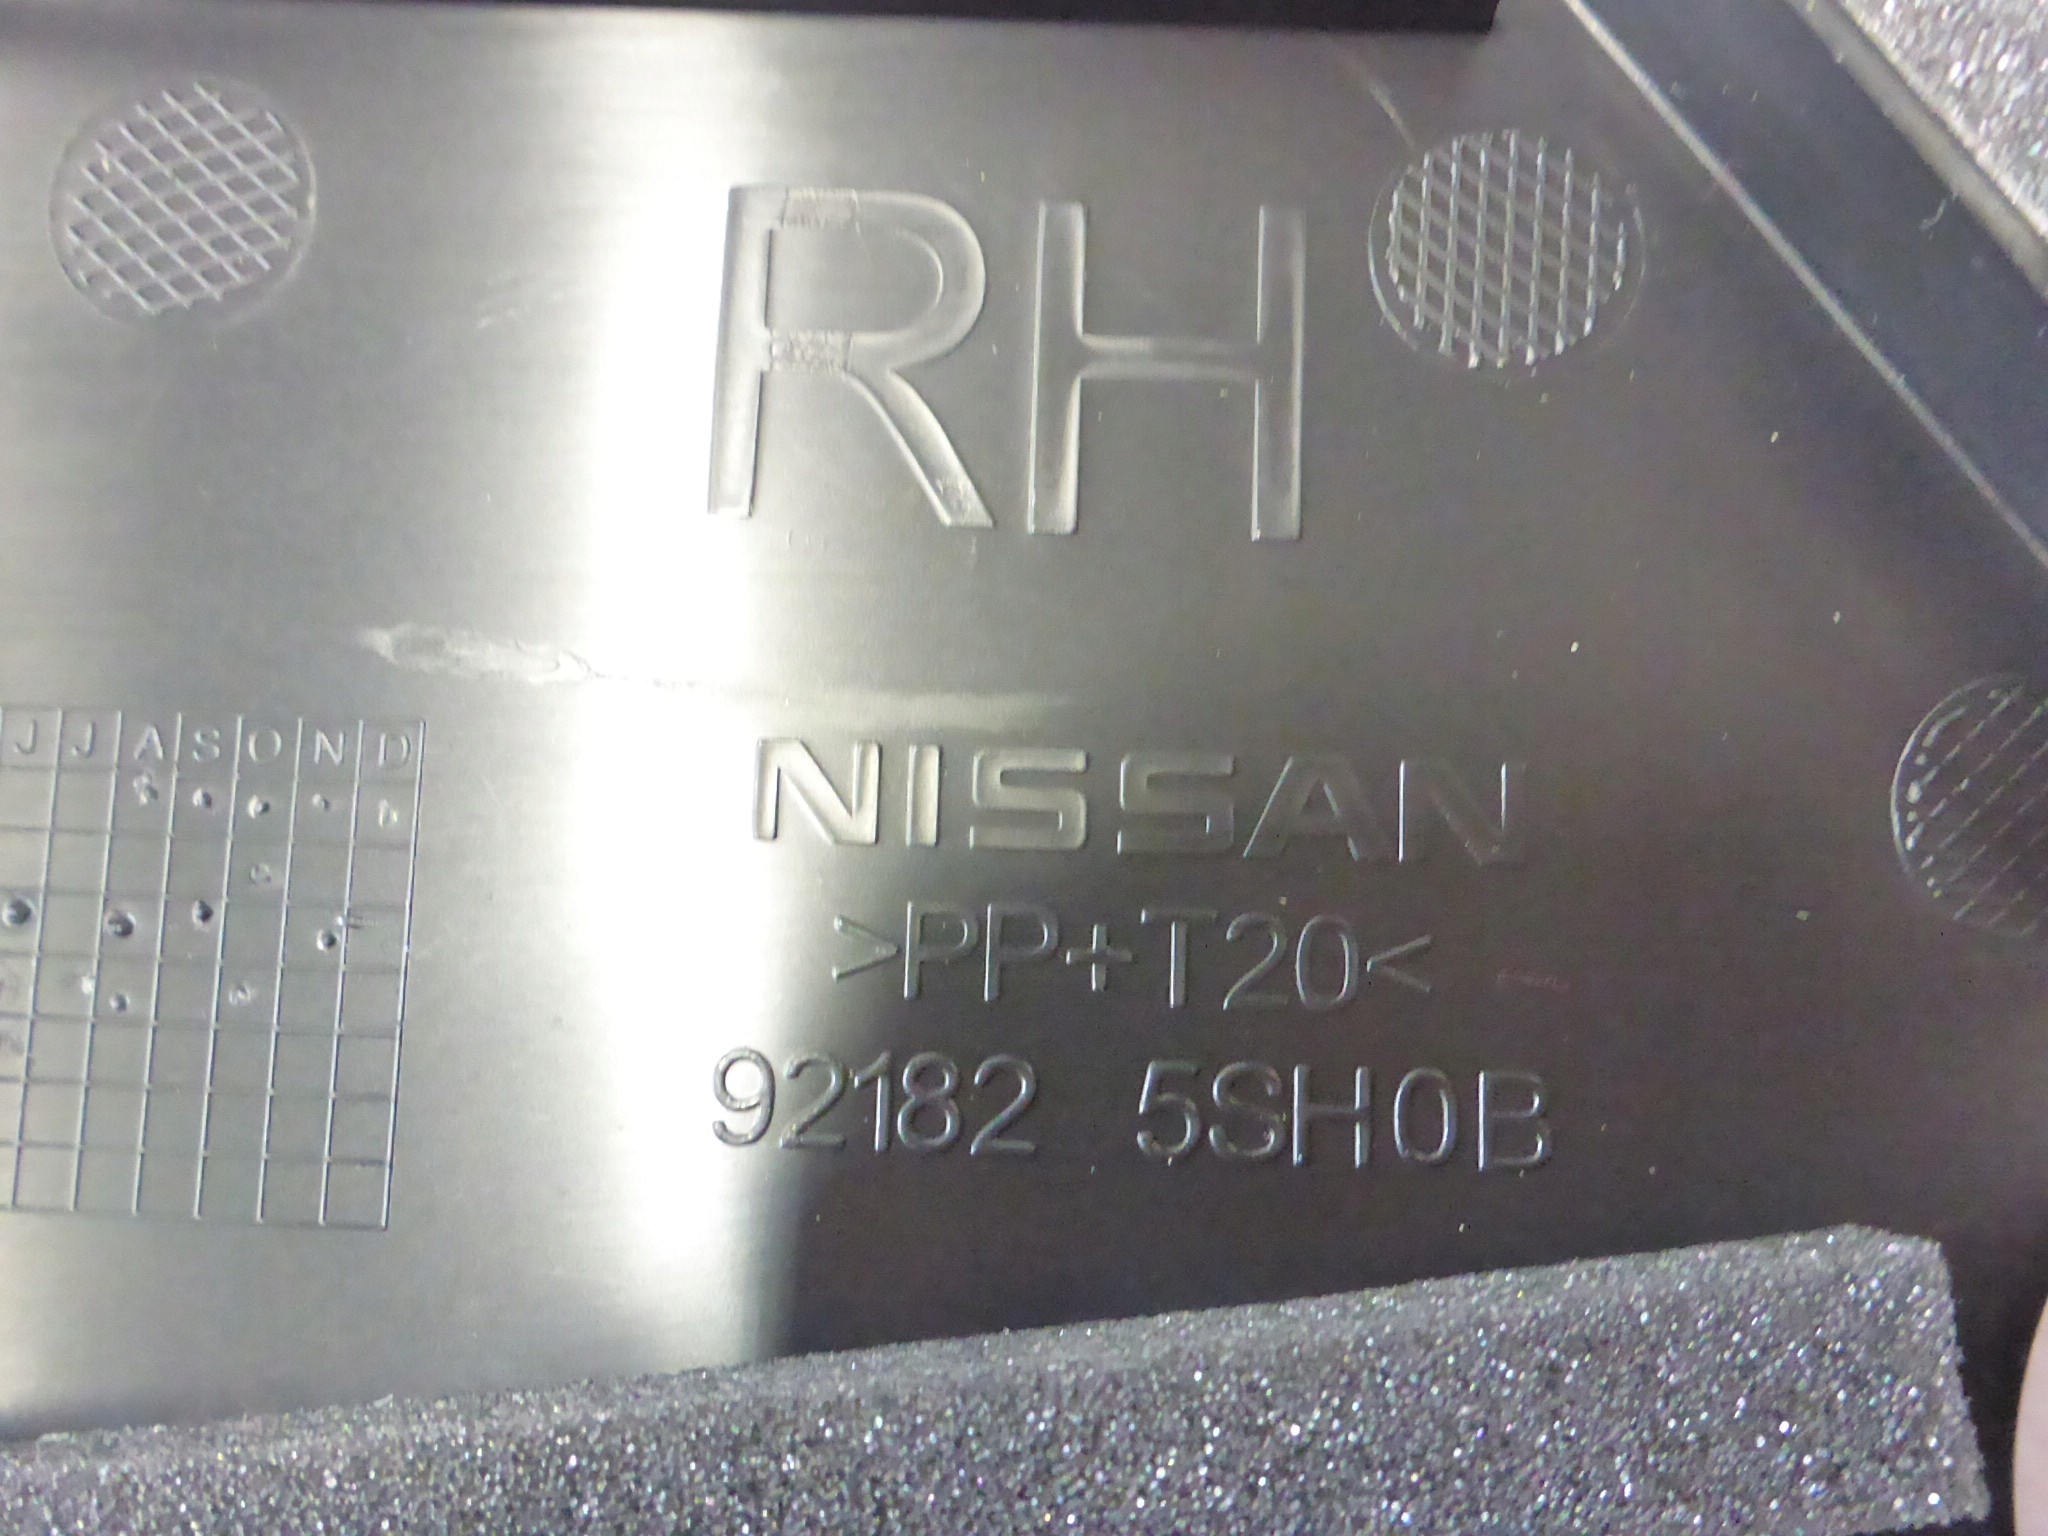 RH
J J A S O N D
NISSAN
>PP+T20<
92182 5SH0B